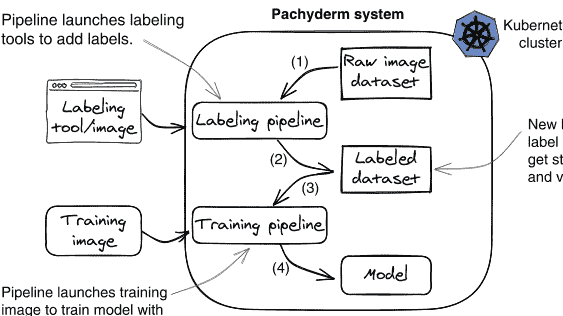 Pachyderm system
Pipeline launches labeling
tools to add labels.
Kubernet
cluster
(1)
Raw image
dataset
Labeling
tool/image
Labeling pipeline
(2)
Labeled
dataset
New
label
get st
and v
(3)
Training
image
Training pipeline
(4)
Model
Pipeline launches training
image to train model with